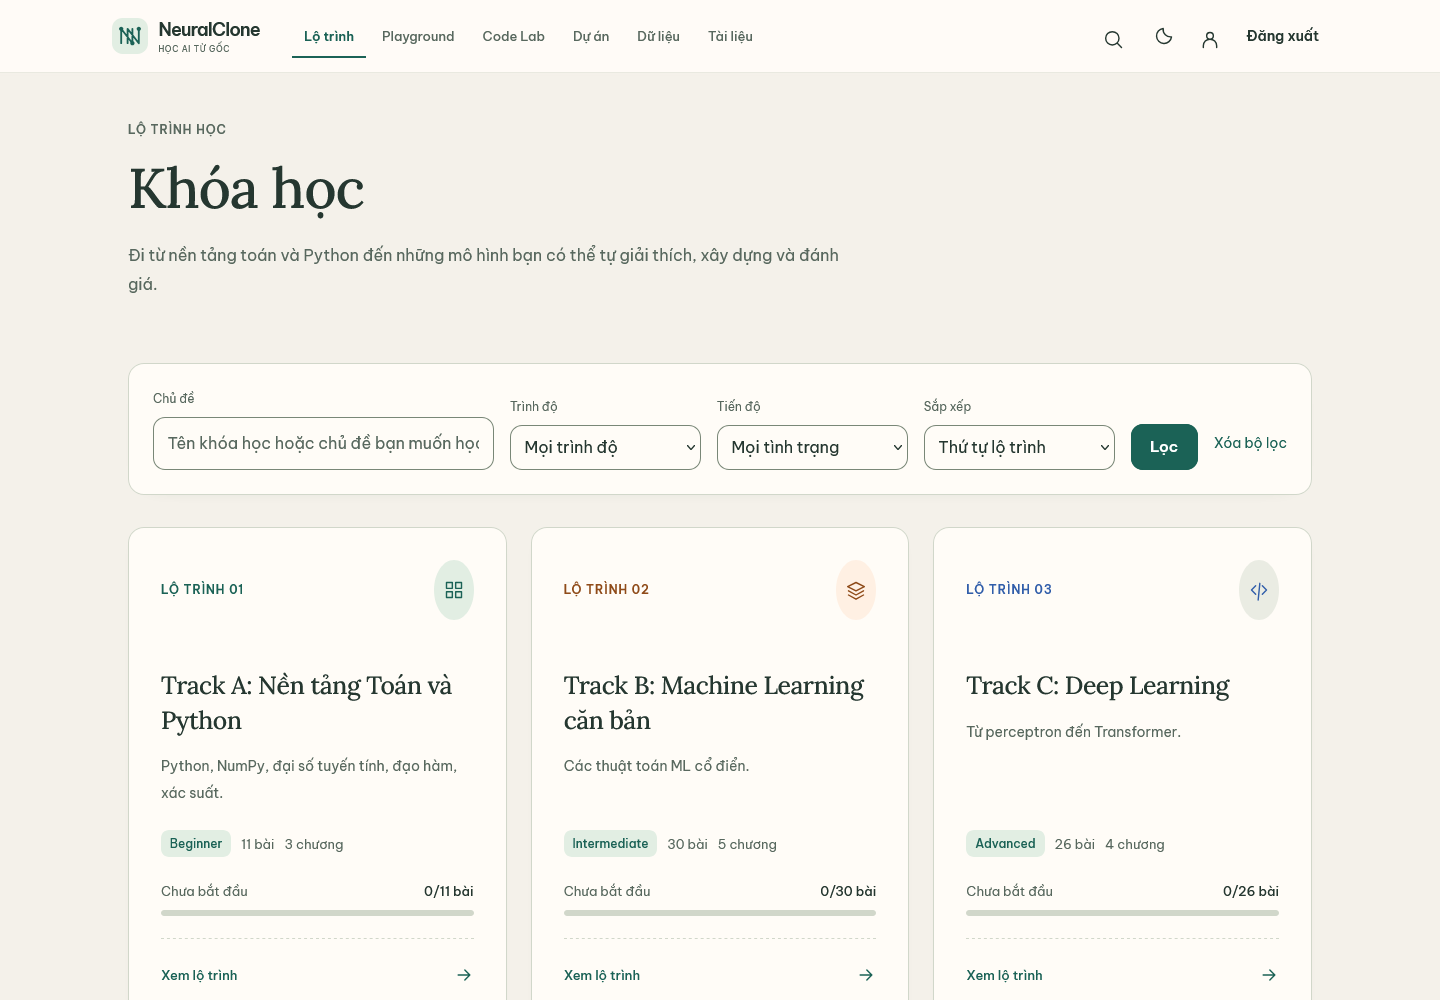 NeuralClone
HỌC AI TỪ GỐC
Lộ trình
Playground
Code Lab
Dự án
Dữ liệu
Tài liệu
Đăng xuất
LỘ TRÌNH HỌC
Khóa học
Đi từ nền tảng toán và Python đến những mô hình bạn có thể tự giải thích, xây dựng và đánh
giá.
Chủ đề
Tên khóa học hoặc chủ đề bạn muốn học
Trình độ
Mọi trình độ
Tiến độ
Mọi tình trạng
Sắp xếp
Thứ tự lộ trình
Lọc
Xóa bộ lọc
LỘ TRÌNH 01
Track A: Nền tảng Toán và
Python
Python, NumPy, đại số tuyến tính, đạo hàm,
xác suất.
Beginner
11 bài
3 chương
Chưa bắt đầu
0/11 bài
Xem lộ trình
LỘ TRÌNH 02
Track B: Machine Learning
căn bản
Các thuật toán ML cổ điển.
Intermediate
30 bài
5 chương
Chưa bắt đầu
0/30 bài
Xem lộ trình
LỘ TRÌNH 03
Track C: Deep Learning
Từ perceptron đến Transformer.
Advanced
26 bài
4 chương
Chưa bắt đầu
0/26 bài
Xem lộ trình